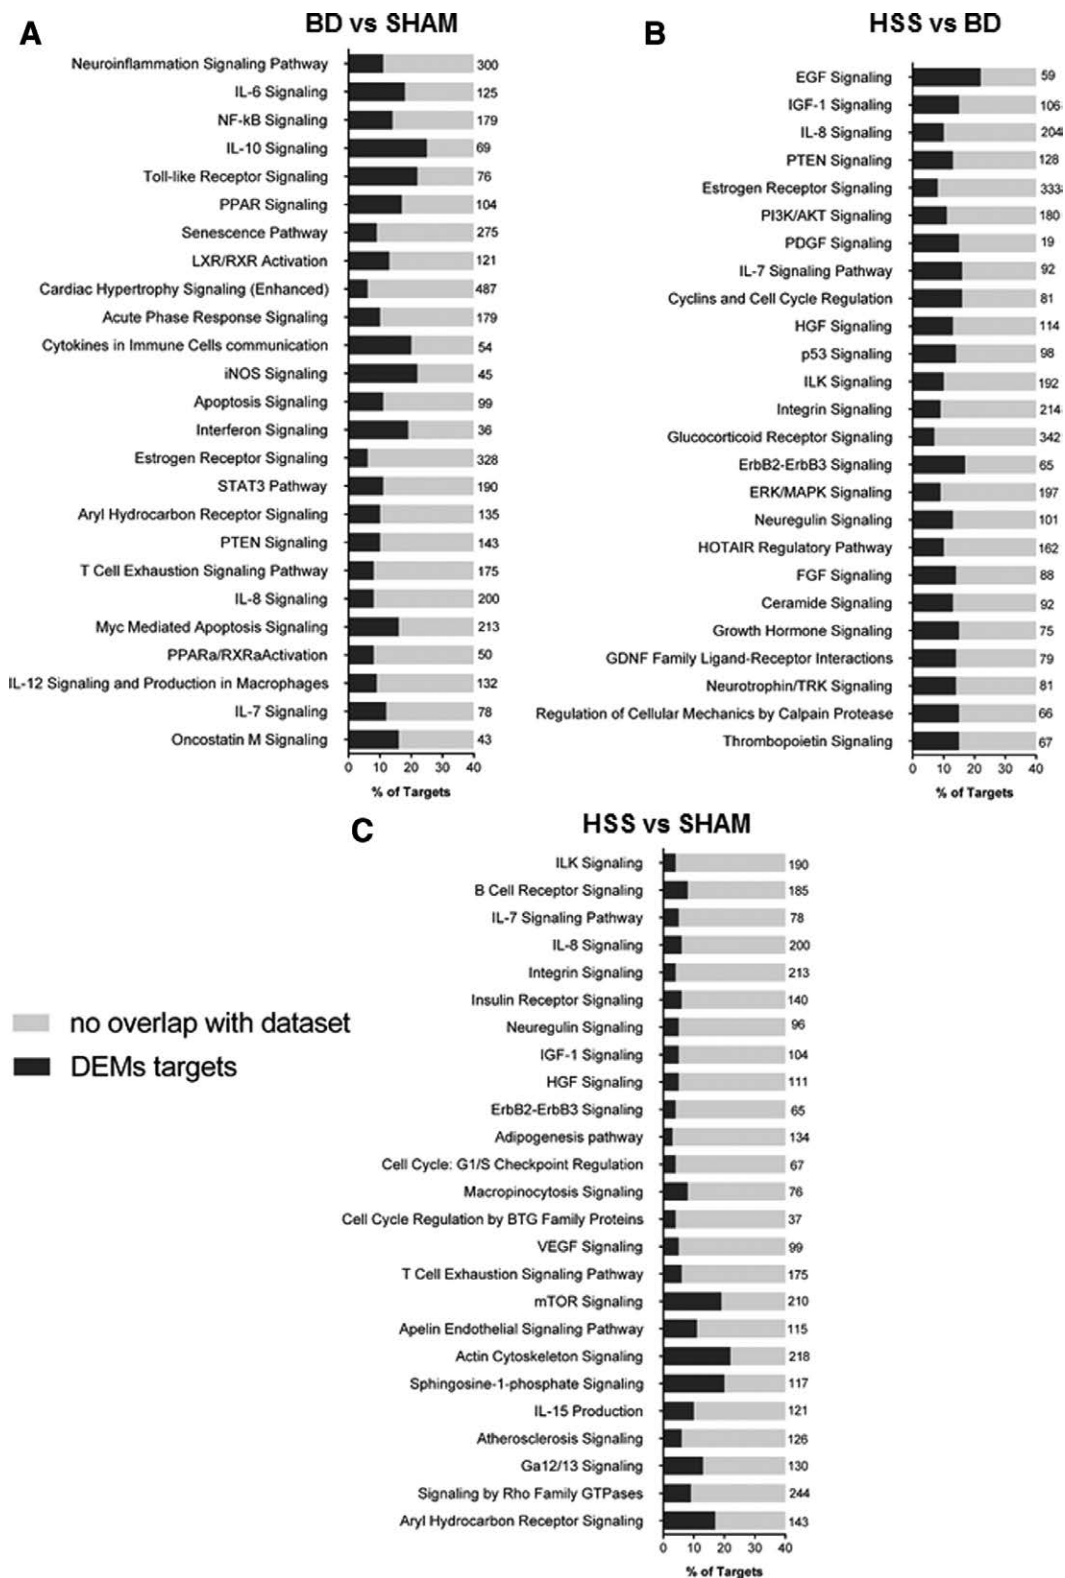 A
BD vs SHAM
Neuroinflammation Signaling Pathway 300
IL-6 Signaling 125
NF-kB Signaling 179
IL-10 Signaling 69
Toll-like Receptor Signaling 76
PPAR Signaling 104
Senescence Pathway 275
LXR/RXR Activation 121
Cardiac Hypertrophy Signaling (Enhanced) 487
Acute Phase Response Signaling 179
Cytokines in Immune Cells communication 54
iNOS Signaling 45
Apoptosis Signaling 99
Interferon Signaling 36
Estrogen Receptor Signaling 328
STAT3 Pathway 190
Aryl Hydrocarbon Receptor Signaling 135
PTEN Signaling 143
T Cell Exhaustion Signaling Pathway 175
IL-8 Signaling 200
Myc Mediated Apoptosis Signaling 213
PPARa/RXRaActivation 50
IL-12 Signaling and Production in Macrophages 132
IL-7 Signaling 78
Oncostatin M Signaling 43
0 10 20 30 40
% of Targets
B
HSS vs BD
EGF Signaling 59
IGF-1 Signaling 106
IL-8 Signaling 204
PTEN Signaling 128
Estrogen Receptor Signaling 333
PI3K/AKT Signaling 180
PDGF Signaling 19
IL-7 Signaling Pathway 92
Cyclins and Cell Cycle Regulation 81
HGF Signaling 114
p53 Signaling 98
ILK Signaling 192
Integrin Signaling 214
Glucocorticoid Receptor Signaling 342
ErbB2-ErbB3 Signaling 65
ERK/MAPK Signaling 197
Neuregulin Signaling 101
HOTAIR Regulatory Pathway 162
FGF Signaling 88
Ceramide Signaling 92
Growth Hormone Signaling 75
GDNF Family Ligand-Receptor Interactions 79
Neurotrophin/TRK Signaling 81
Regulation of Cellular Mechanics by Calpain Protease 66
Thrombopoietin Signaling 67
0 10 20 30 40
% of Targets
C
HSS vs SHAM
ILK Signaling 190
B Cell Receptor Signaling 185
IL-7 Signaling Pathway 78
IL-8 Signaling 200
Integrin Signaling 213
Insulin Receptor Signaling 140
Neuregulin Signaling 96
IGF-1 Signaling 104
HGF Signaling 111
ErbB2-ErbB3 Signaling 65
Adipogenesis pathway 134
Cell Cycle: G1/S Checkpoint Regulation 67
Macropinocytosis Signaling 76
Cell Cycle Regulation by BTG Family Proteins 37
VEGF Signaling 99
T Cell Exhaustion Signaling Pathway 175
mTOR Signaling 210
Apelin Endothelial Signaling Pathway 115
Actin Cytoskeleton Signaling 218
Sphingosine-1-phosphate Signaling 117
IL-15 Production 121
Atherosclerosis Signaling 126
Ga12/13 Signaling 130
Signaling by Rho Family GTPases 244
Aryl Hydrocarbon Receptor Signaling 143
0 10 20 30 40
% of Targets
no overlap with dataset
DEMs targets